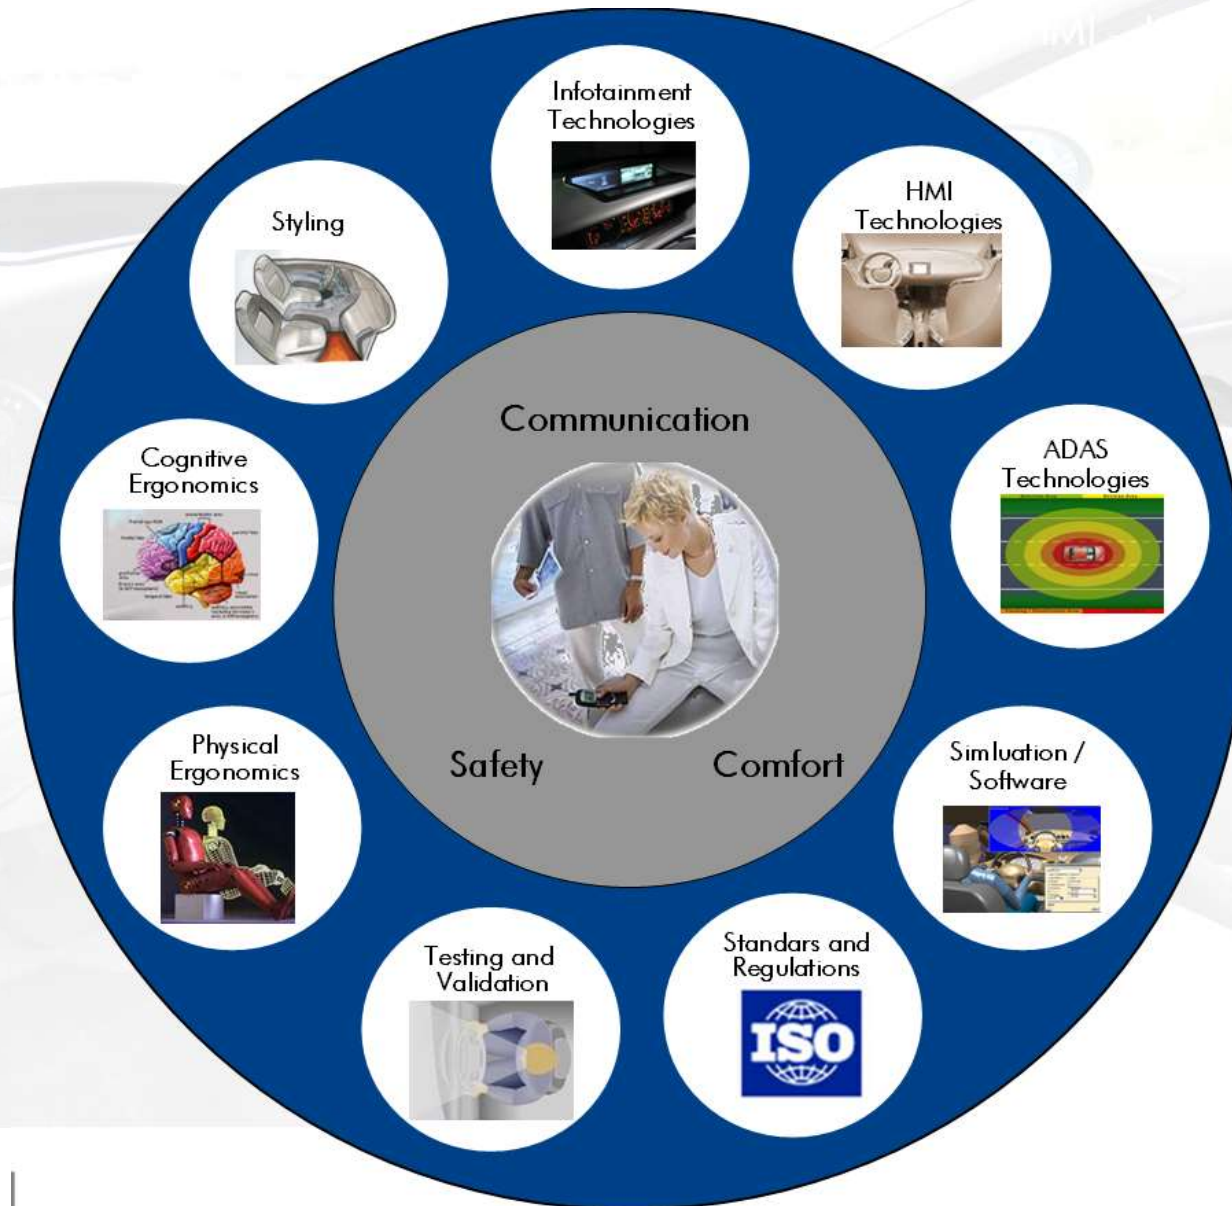 Infotainment
Technologies
HMI
Technologies
Styling
Communication
ADAS
Technologies
Cognitive
Ergonomics
Physical
Ergonomics
Safety
Comfort
Simluation /
Software
Testing and
Validation
Standars and
Regulations
ISO